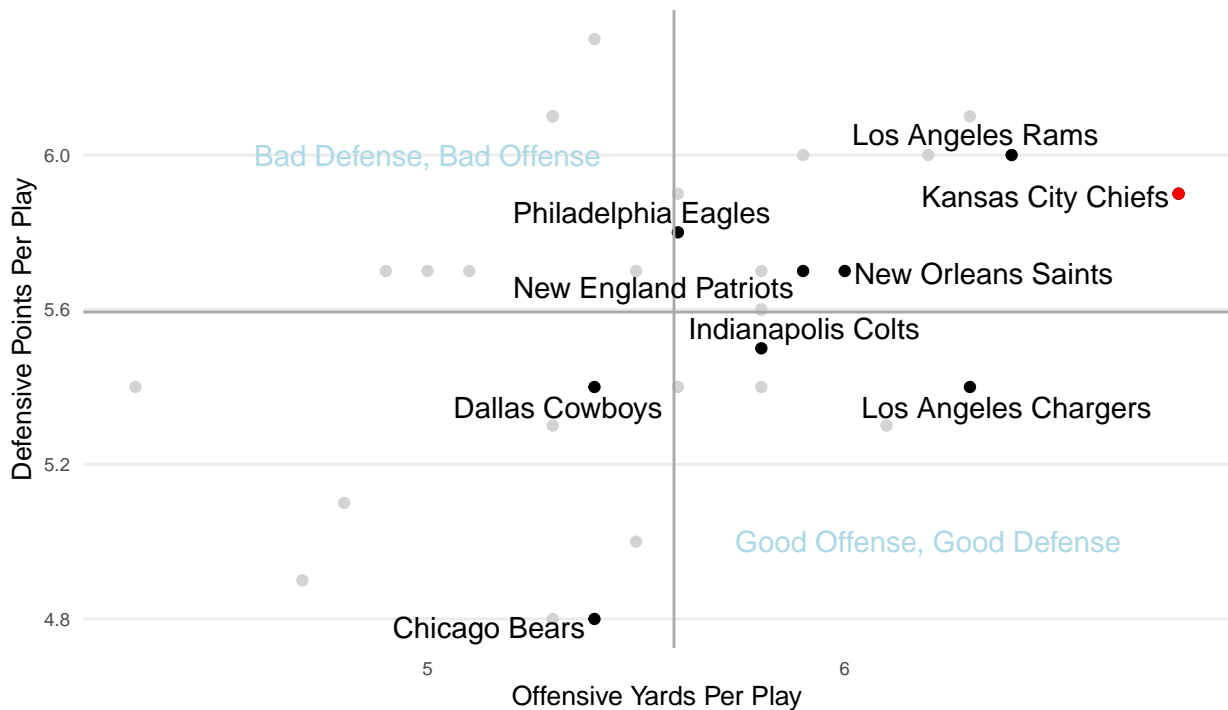 Los Angeles Rams
6.0
Bad Defense, Bad Offense
Kansas City Chiefs
Philadelphia Eagles
New Orleans Saints
New England Patriots
5.6
Indianapolis Colts
Dallas Cowboys
Los Angeles Chargers
5.2
Good Offense, Good Defense
4.8
Chicago Bears
Defensive Points Per Play
5
6
Offensive Yards Per Play